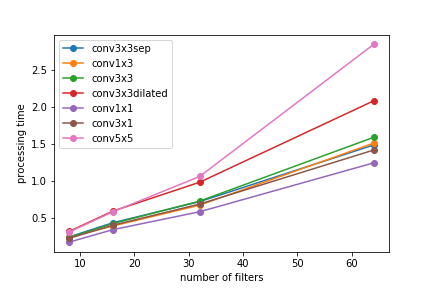 conv3x3sep
conv1x3
conv3x3
conv3x3dilated
conv1x1
conv3x1
conv5x5
processing time
2.5
2.0
1.5
1.0
0.5
10 20 30 40 50 60
number of filters